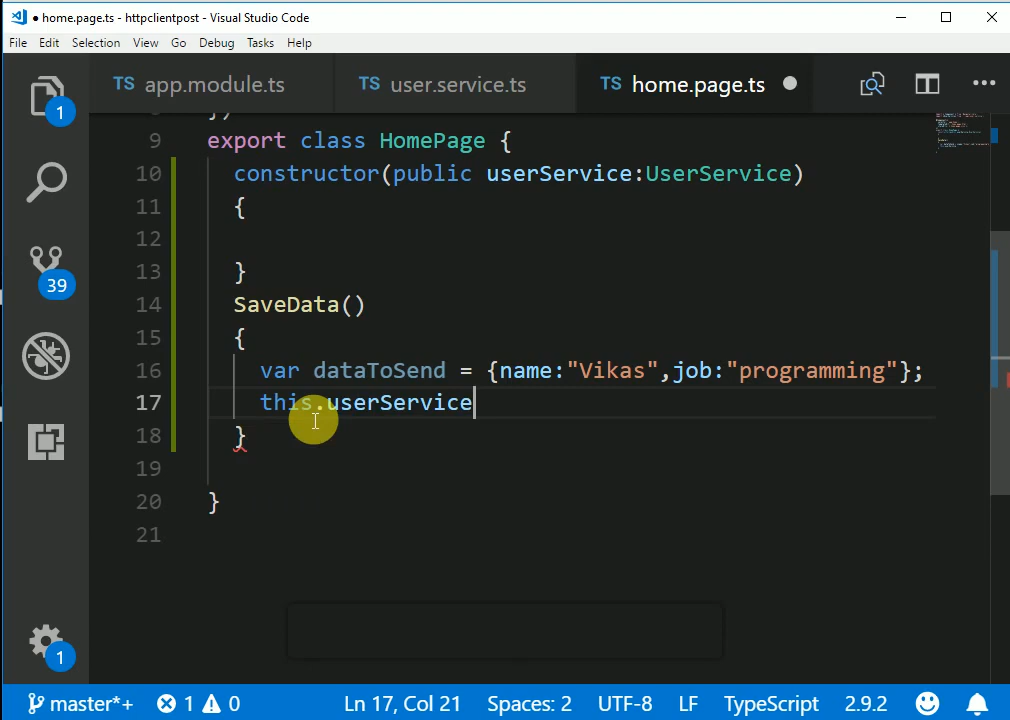 ● home.page.ts - httpclientpost - Visual Studio Code
File Edit Selection View Go Debug Tasks Help
TS app.module.ts TS user.service.ts TS home.page.ts ●
1
39
1
9 export class HomePage {
10 constructor(public userService:UserService)
11 {
12
13 }
14 SaveData()
15 {
16 var dataToSend = {name:"Vikas",job:"programming"};
17 this.userService
18 }
19
20 }
21
master*+ 1 0 Ln 17, Col 21 Spaces: 2 UTF-8 LF TypeScript 2.9.2